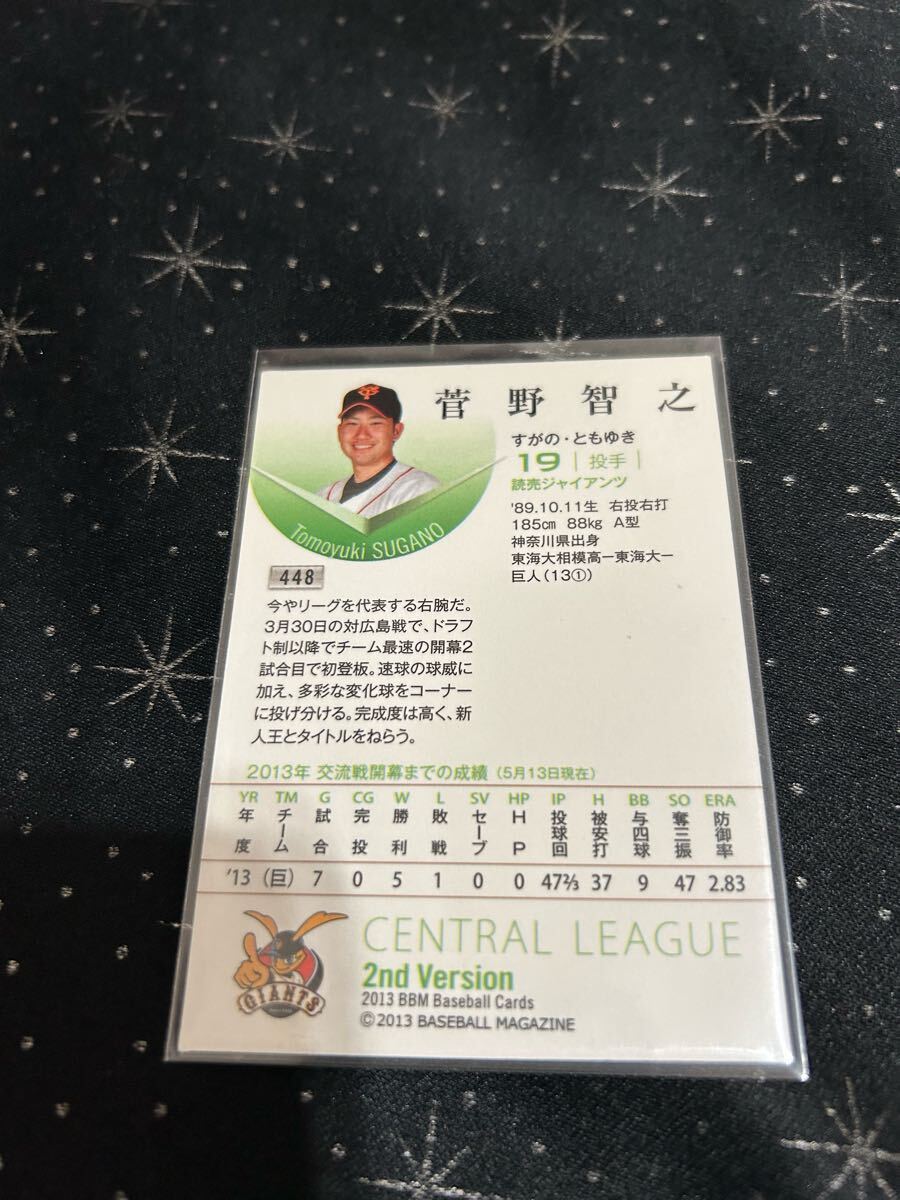 菅野智之
すがの・ともゆき
19 | 投手 |
読売ジャイアンツ
Tomoyuki SUGANO
'89.10.11生 右投右打
185cm 88kg A型
神奈川県出身
東海大相模高ー東海大ー
巨人(13①)
448
今やリーグを代表する右腕だ。
3月30日の対広島戦で、ドラフ
ト制以降でチーム最速の開幕2
試合目で初登板。速球の球威に
加え、多彩な変化球をコーナー
に投げ分ける。完成度は高く、新
人王とタイトルをねらう。
2013年 交流戦開幕までの成績(5月13日現在)
YR TM G CG W L SV HP IP H BB SO ERA
年度 チーム 試合 完投 勝利 敗戦 セーブ HP 投球回 被安打 与四球 奪三振 防御率
'13 (巨) 7 0 5 1 0 0 47⅔ 37 9 47 2.83
GIANTS
CENTRAL LEAGUE
2nd Version
2013 BBM Baseball Cards
©2013 BASEBALL MAGAZINE